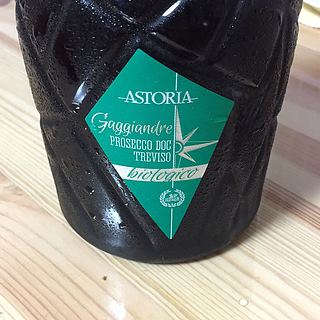 ASTORIA
Gaggiandre
PROSECCO DOC
TREVISO
biologico